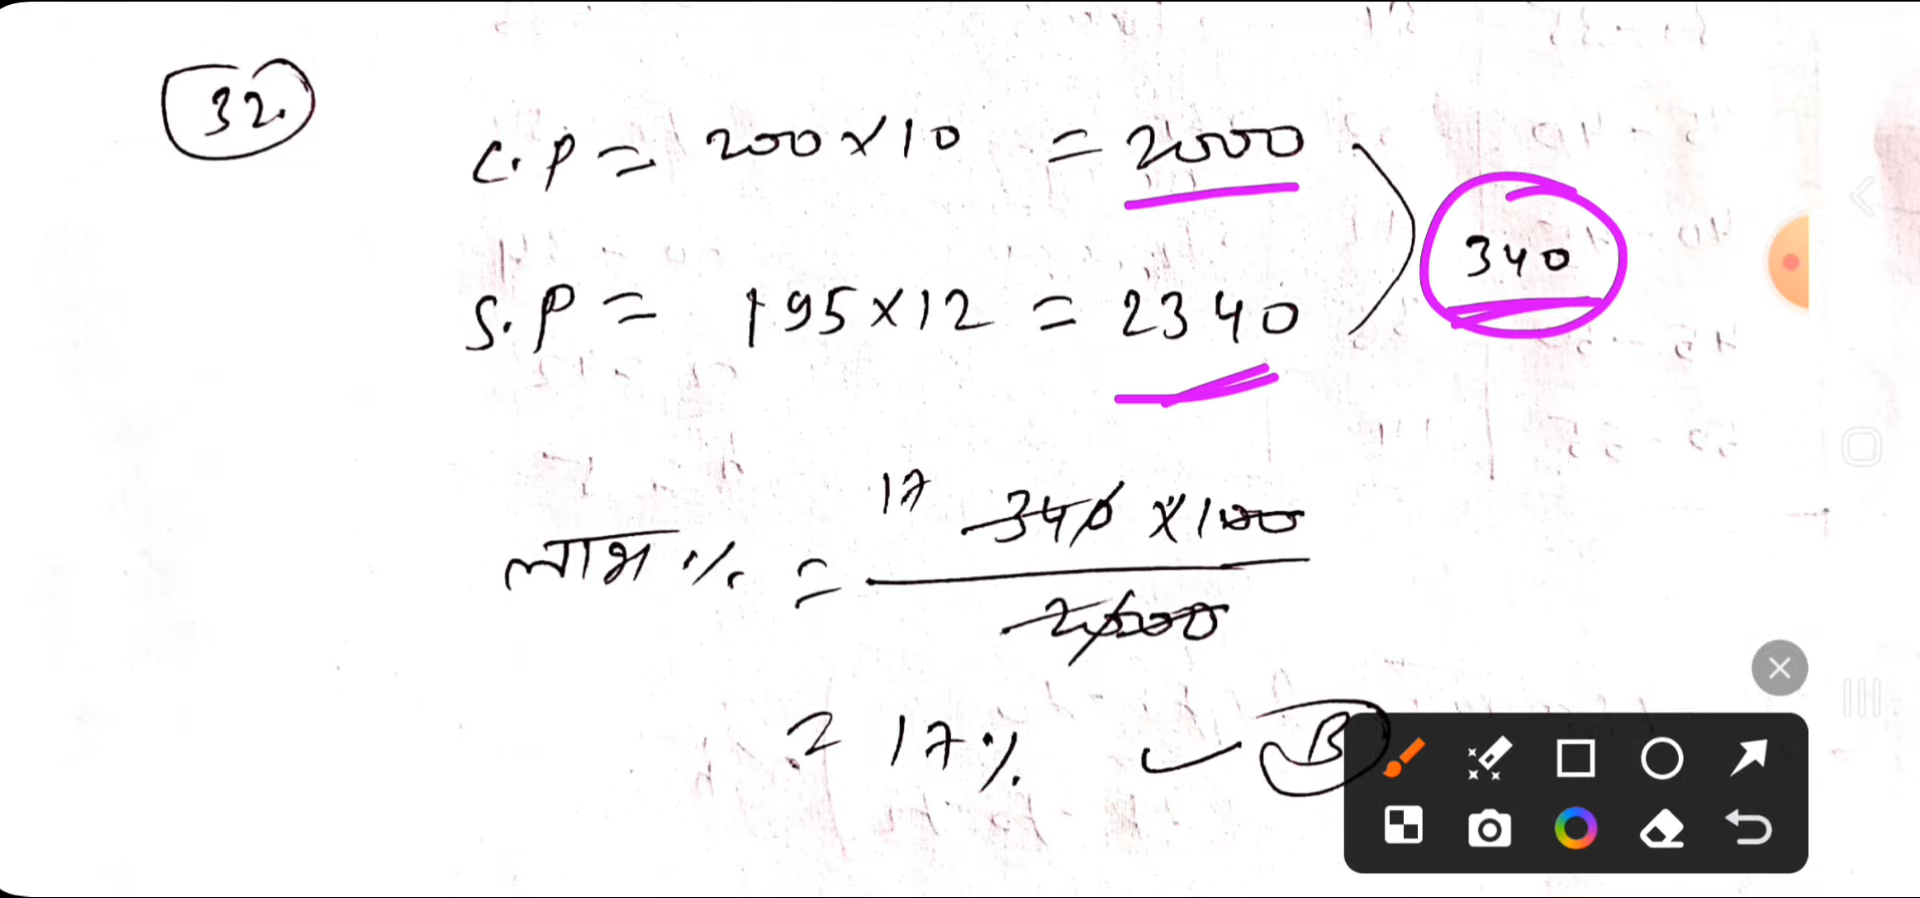 32.
C.P = 200 × 10 = 2000
S.P = 195 × 12 = 2340
340
17 340 × 100
लाभ % = 
2000
= 17%
B